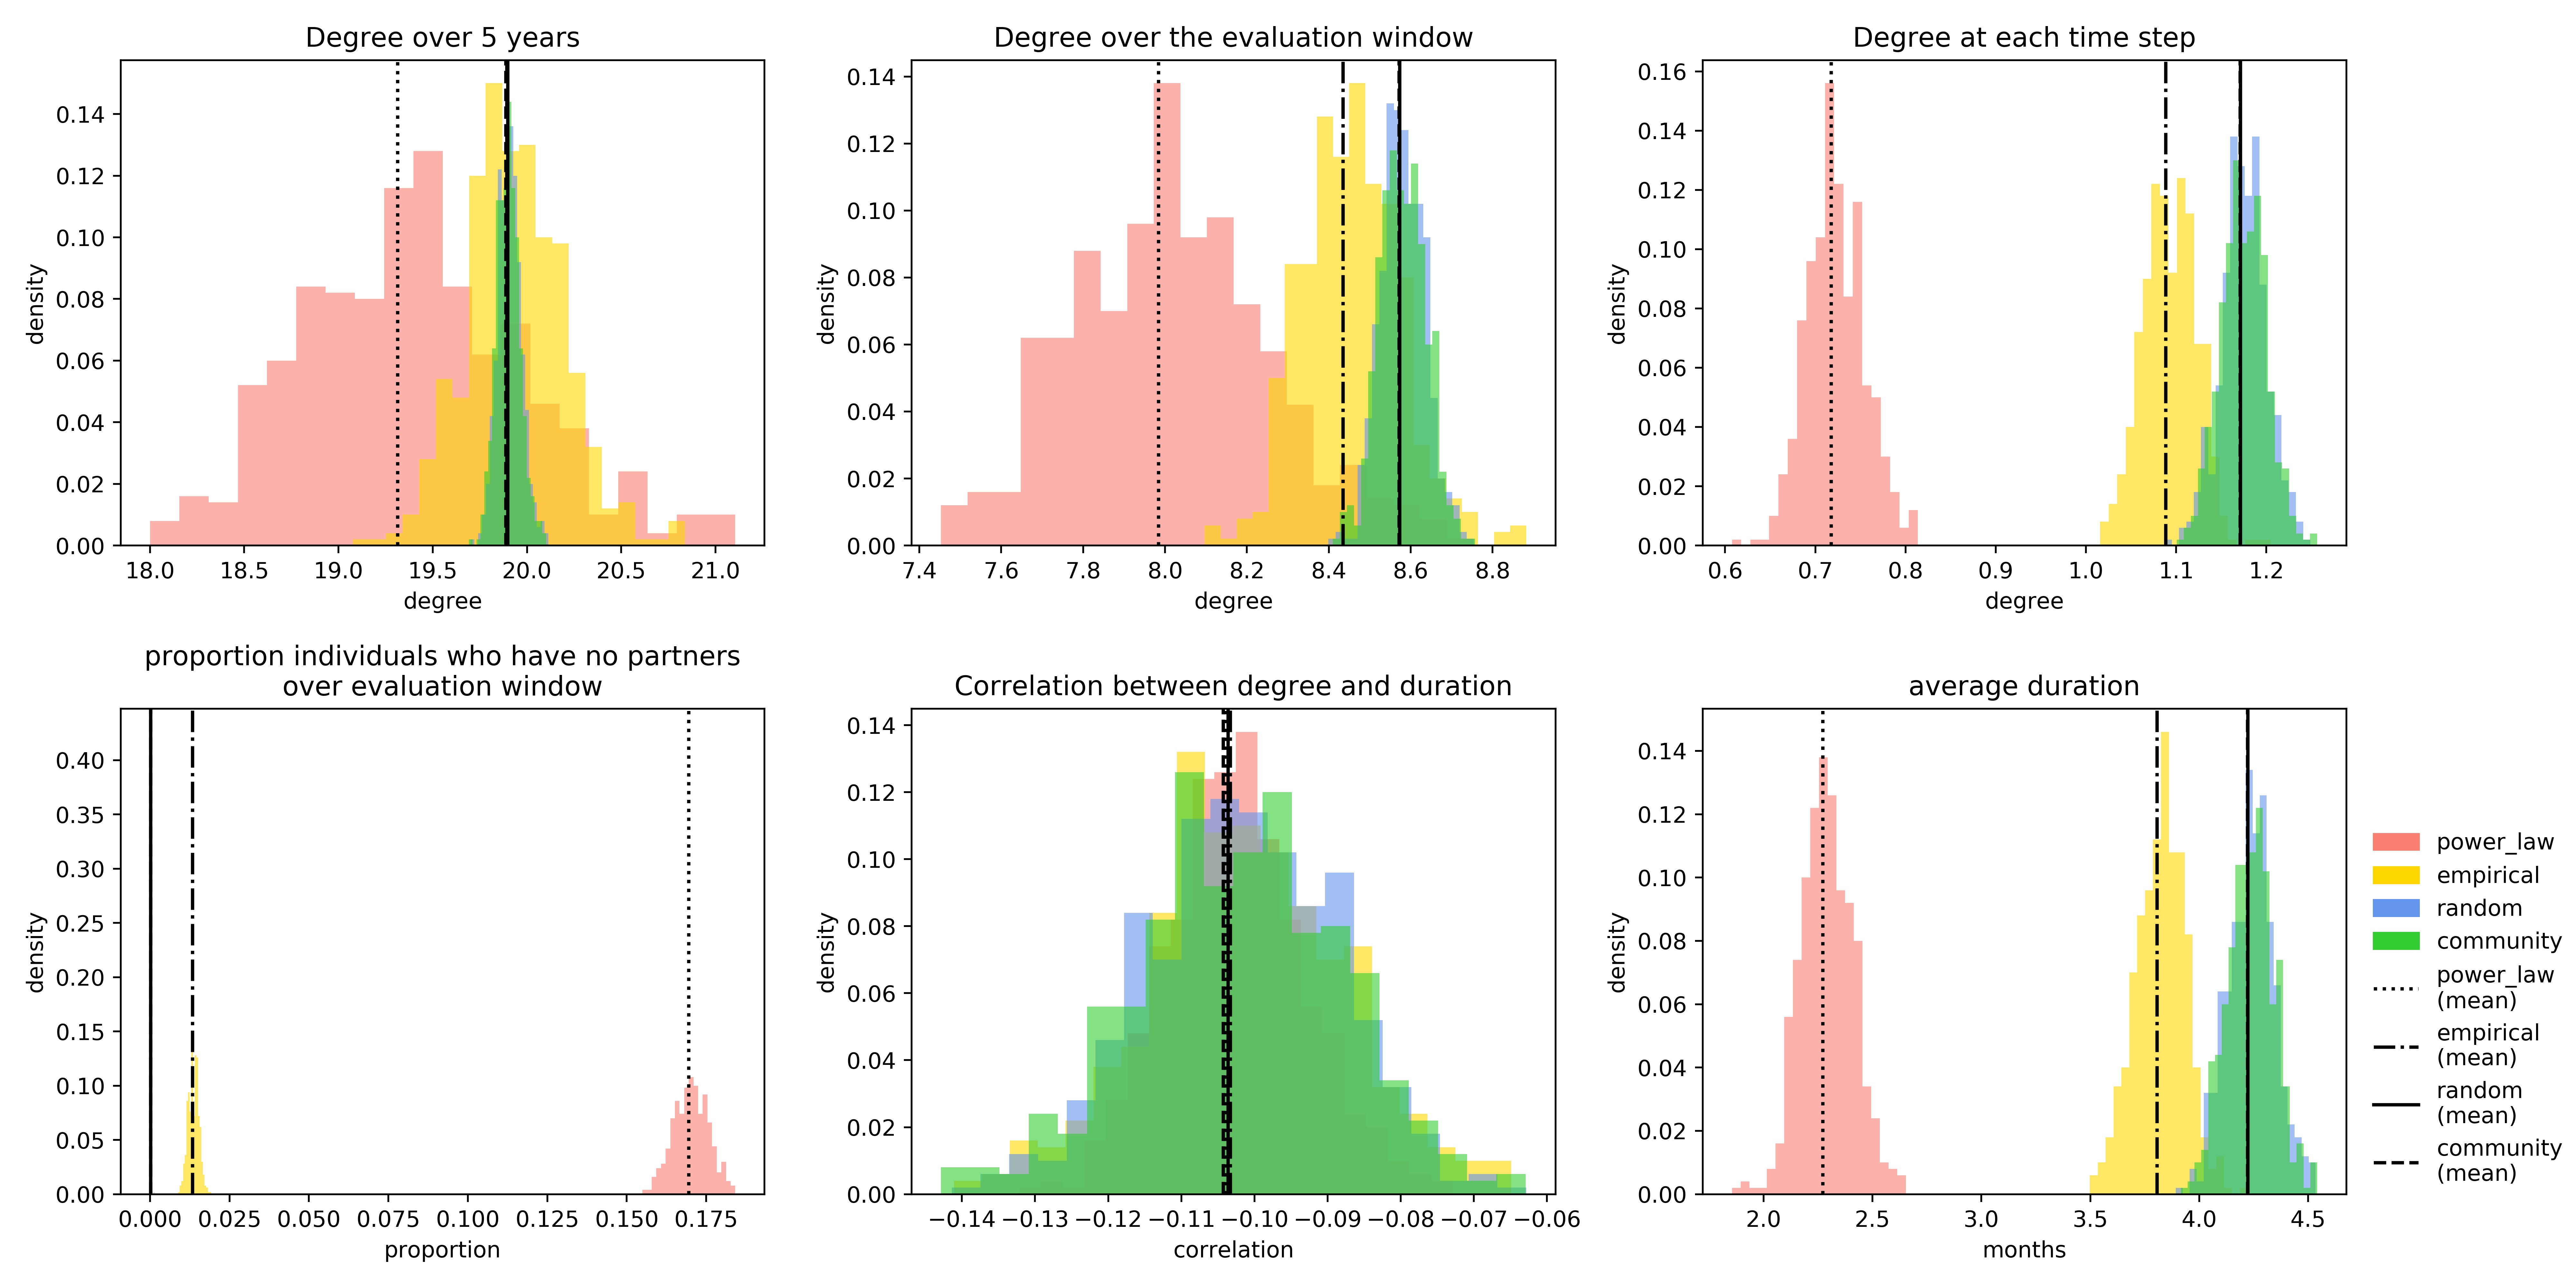 Degree over 5 years
density
0.14
0.12
0.10
0.08
0.06
0.04
0.02
0.00
18.0 18.5 19.0 19.5 20.0 20.5 21.0
degree
Degree over the evaluation window
density
0.14
0.12
0.10
0.08
0.06
0.04
0.02
0.00
7.4 7.6 7.8 8.0 8.2 8.4 8.6 8.8
degree
Degree at each time step
density
0.16
0.14
0.12
0.10
0.08
0.06
0.04
0.02
0.00
0.6 0.7 0.8 0.9 1.0 1.1 1.2
degree
proportion individuals who have no partners
over evaluation window
density
0.40
0.35
0.30
0.25
0.20
0.15
0.10
0.05
0.00
0.000 0.025 0.050 0.075 0.100 0.125 0.150 0.175
proportion
Correlation between degree and duration
density
0.14
0.12
0.10
0.08
0.06
0.04
0.02
0.00
−0.14 −0.13 −0.12 −0.11 −0.10 −0.09 −0.08 −0.07 −0.06
correlation
average duration
density
0.14
0.12
0.10
0.08
0.06
0.04
0.02
0.00
2.0 2.5 3.0 3.5 4.0 4.5
months
power_law
empirical
random
community
power_law
(mean)
empirical
(mean)
random
(mean)
community
(mean)